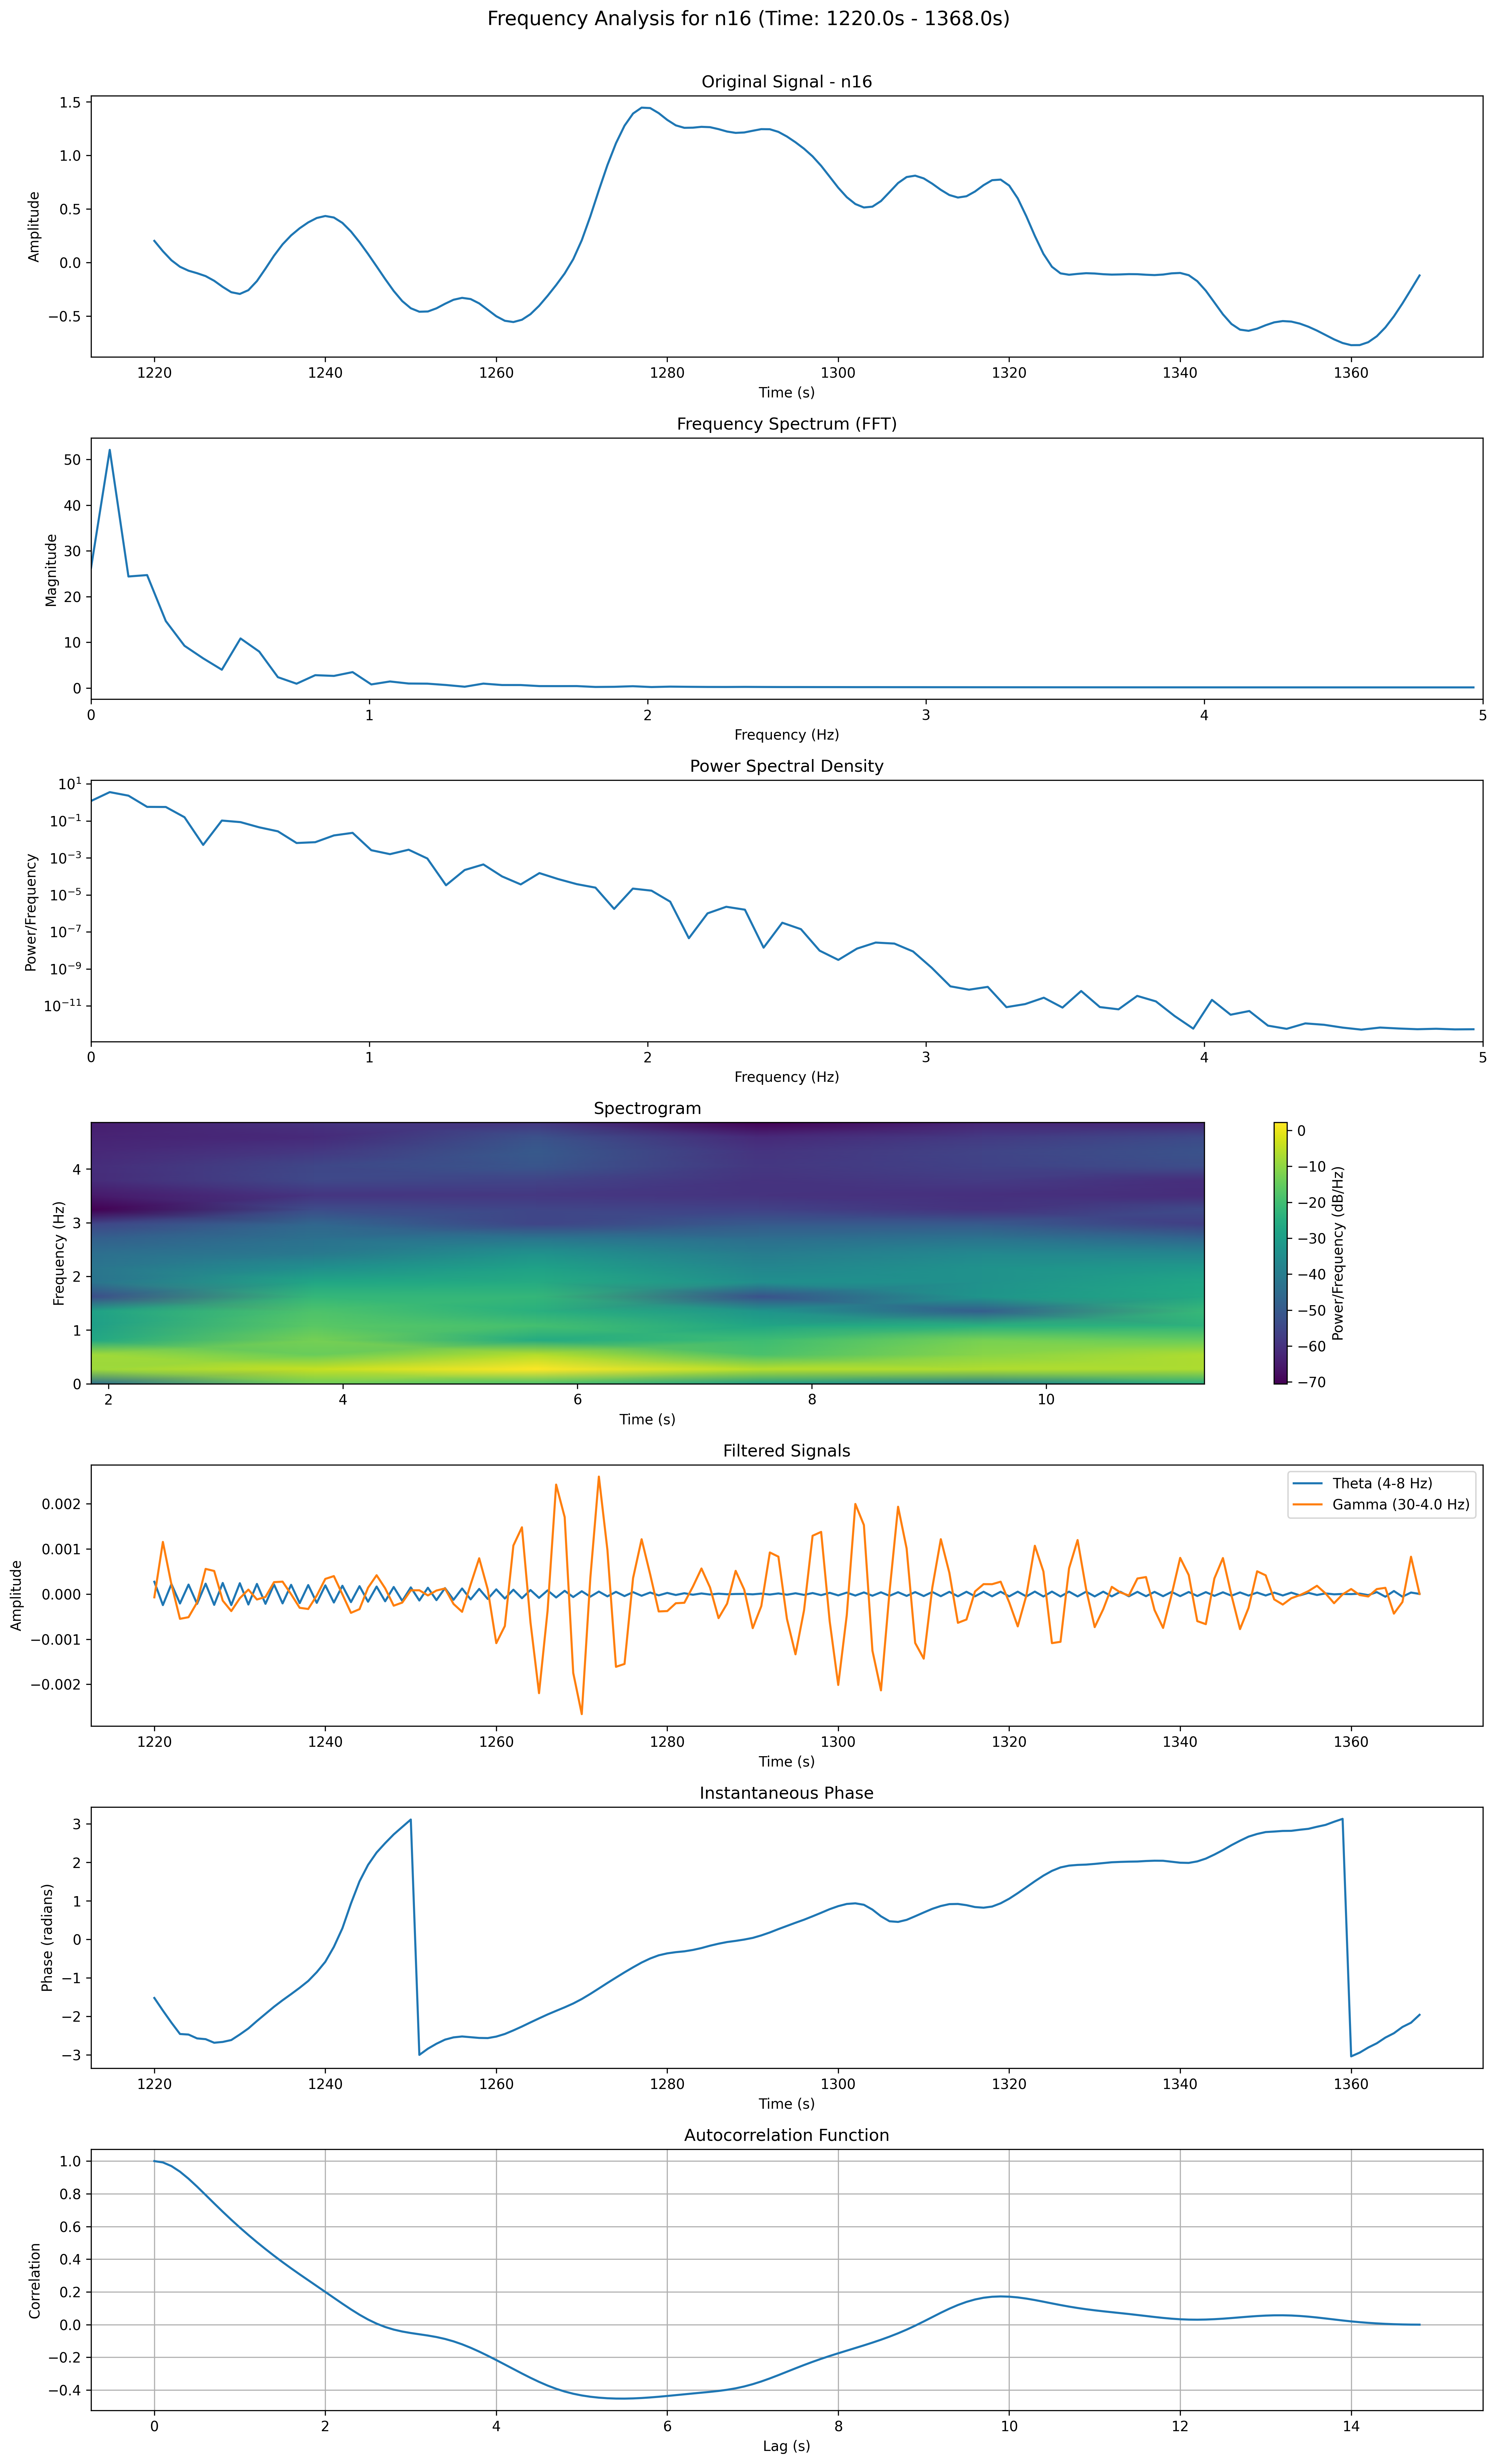 Frequency Analysis for n16 (Time: 1220.0s - 1368.0s)
Original Signal - n16
Amplitude
1.5
1.0
0.5
0.0
−0.5
1220 1240 1260 1280 1300 1320 1340 1360
Time (s)
Frequency Spectrum (FFT)
Magnitude
50
40
30
20
10
0
0 1 2 3 4 5
Frequency (Hz)
Power Spectral Density
Power/Frequency
10¹
10⁻¹
10⁻³
10⁻⁵
10⁻⁷
10⁻⁹
10⁻¹¹
0 1 2 3 4 5
Frequency (Hz)
Spectrogram
Frequency (Hz)
4
3
2
1
0
2 4 6 8 10
Time (s)
0
−10
−20
−30
−40
−50
−60
−70
Power/Frequency (dB/Hz)
Filtered Signals
Theta (4-8 Hz)
Gamma (30-4.0 Hz)
Amplitude
0.002
0.001
0.000
−0.001
−0.002
1220 1240 1260 1280 1300 1320 1340 1360
Time (s)
Instantaneous Phase
Phase (radians)
3
2
1
0
−1
−2
−3
1220 1240 1260 1280 1300 1320 1340 1360
Time (s)
Autocorrelation Function
Correlation
1.0
0.8
0.6
0.4
0.2
0.0
−0.2
−0.4
0 2 4 6 8 10 12 14
Lag (s)